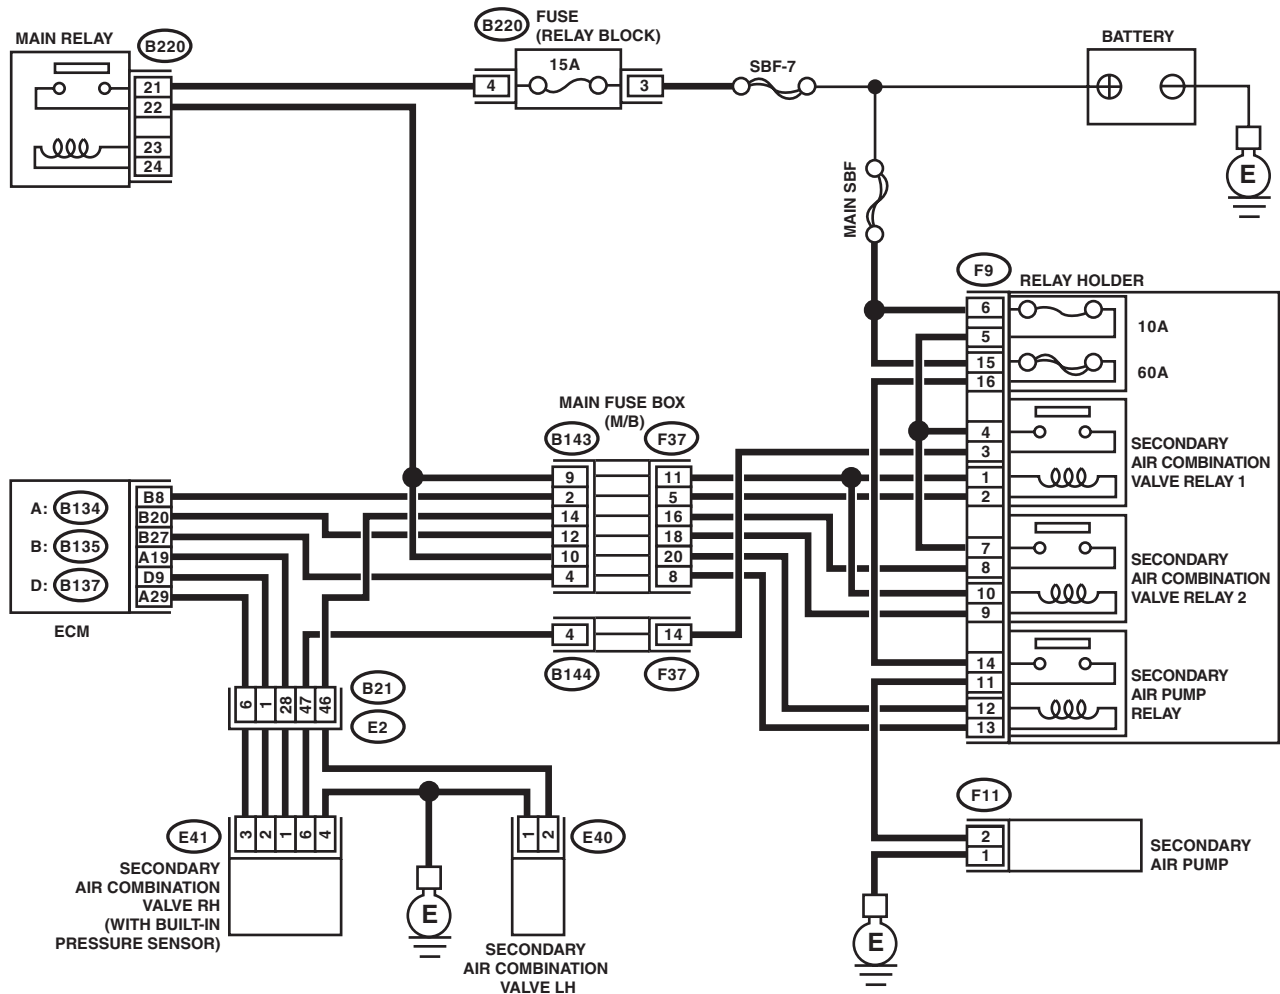 MAIN RELAY
B220
21
22
23
24
B220
FUSE
(RELAY BLOCK)
15A
4
3
SBF-7
BATTERY
E
MAIN SBF
F9
RELAY HOLDER
6
5
15
16
10A
60A
4
3
1
2
SECONDARY
AIR COMBINATION
VALVE RELAY 1
7
8
10
9
SECONDARY
AIR COMBINATION
VALVE RELAY 2
14
11
12
13
SECONDARY
AIR PUMP
RELAY
MAIN FUSE BOX
(M/B)
B143
F37
9
11
2
5
14
16
12
18
10
20
4
8
4
14
B144
F37
A: B134
B: B135
D: B137
B8
B20
B27
A19
D9
A29
ECM
6
1
28
47
46
B21
E2
E41
3
2
1
6
4
SECONDARY
AIR COMBINATION
VALVE RH
(WITH BUILT-IN
PRESSURE SENSOR)
E
1
2
E40
SECONDARY
AIR COMBINATION
VALVE LH
F11
2
1
SECONDARY
AIR PUMP
E